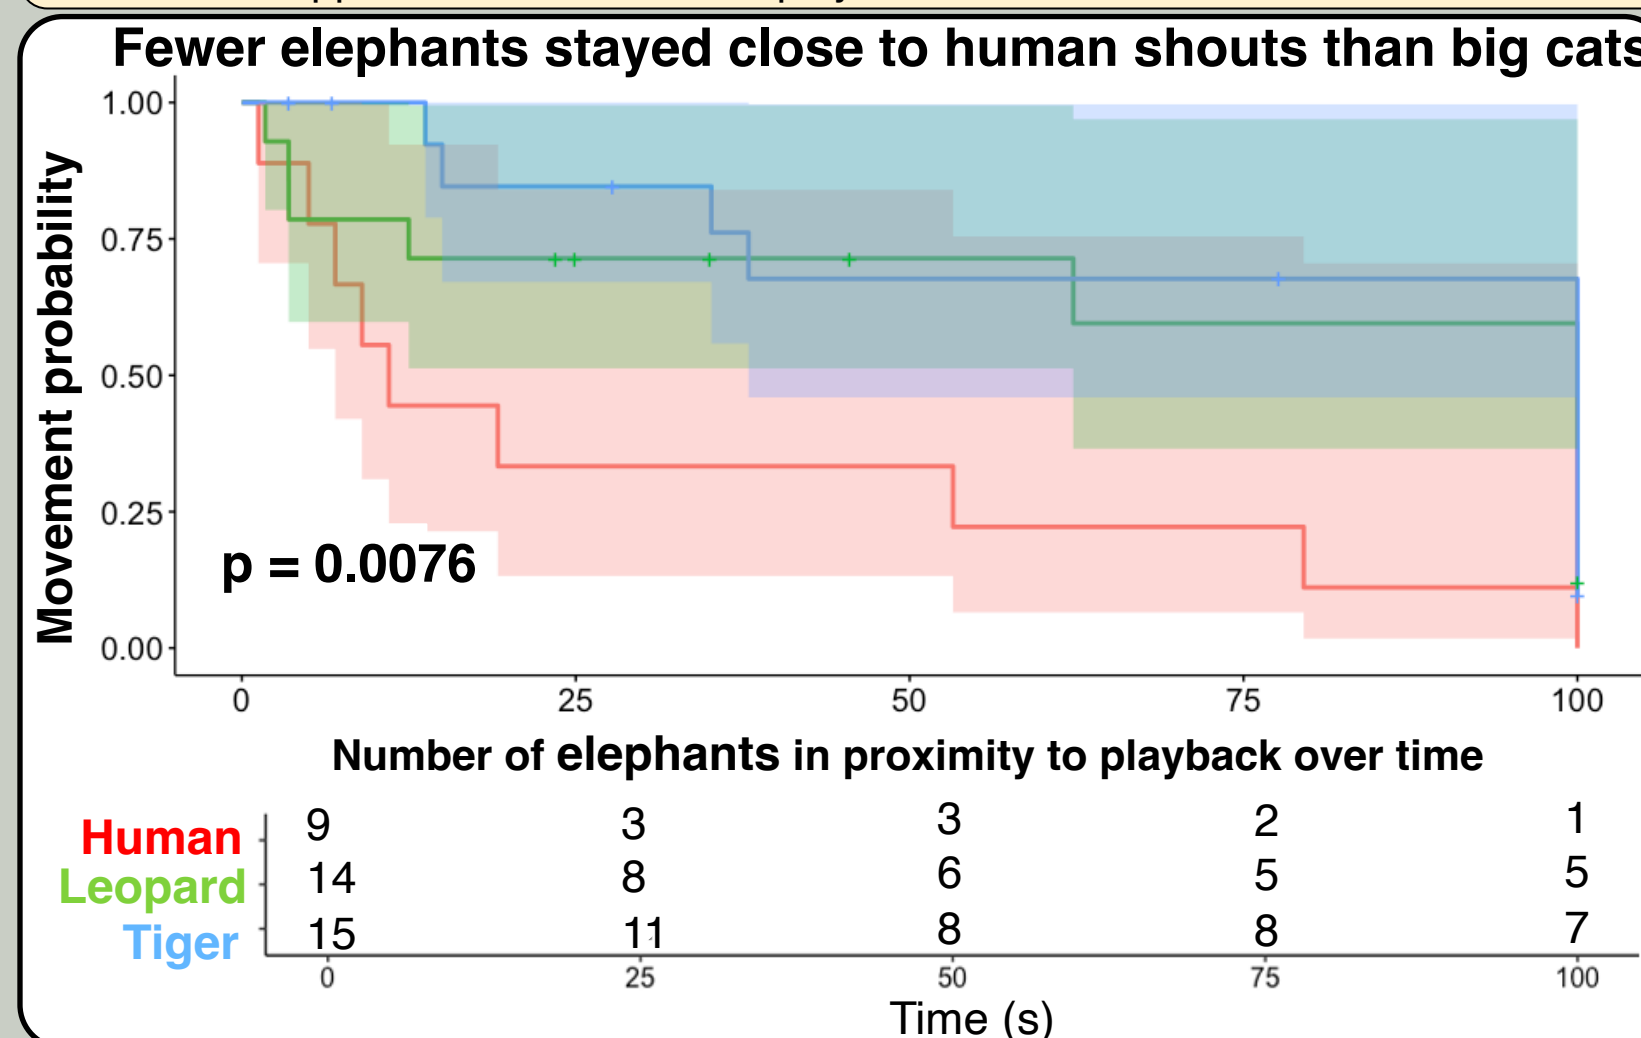 Fewer elephants stayed close to human shouts than big cats
Movement probability
1.00
0.75
0.50
0.25
0.00
p = 0.0076
0 25 50 75 100
Number of elephants in proximity to playback over time
Human 9 3 3 2 1
Leopard 14 8 6 5 5
Tiger 15 11 8 8 7
0 25 50 75 100
Time (s)